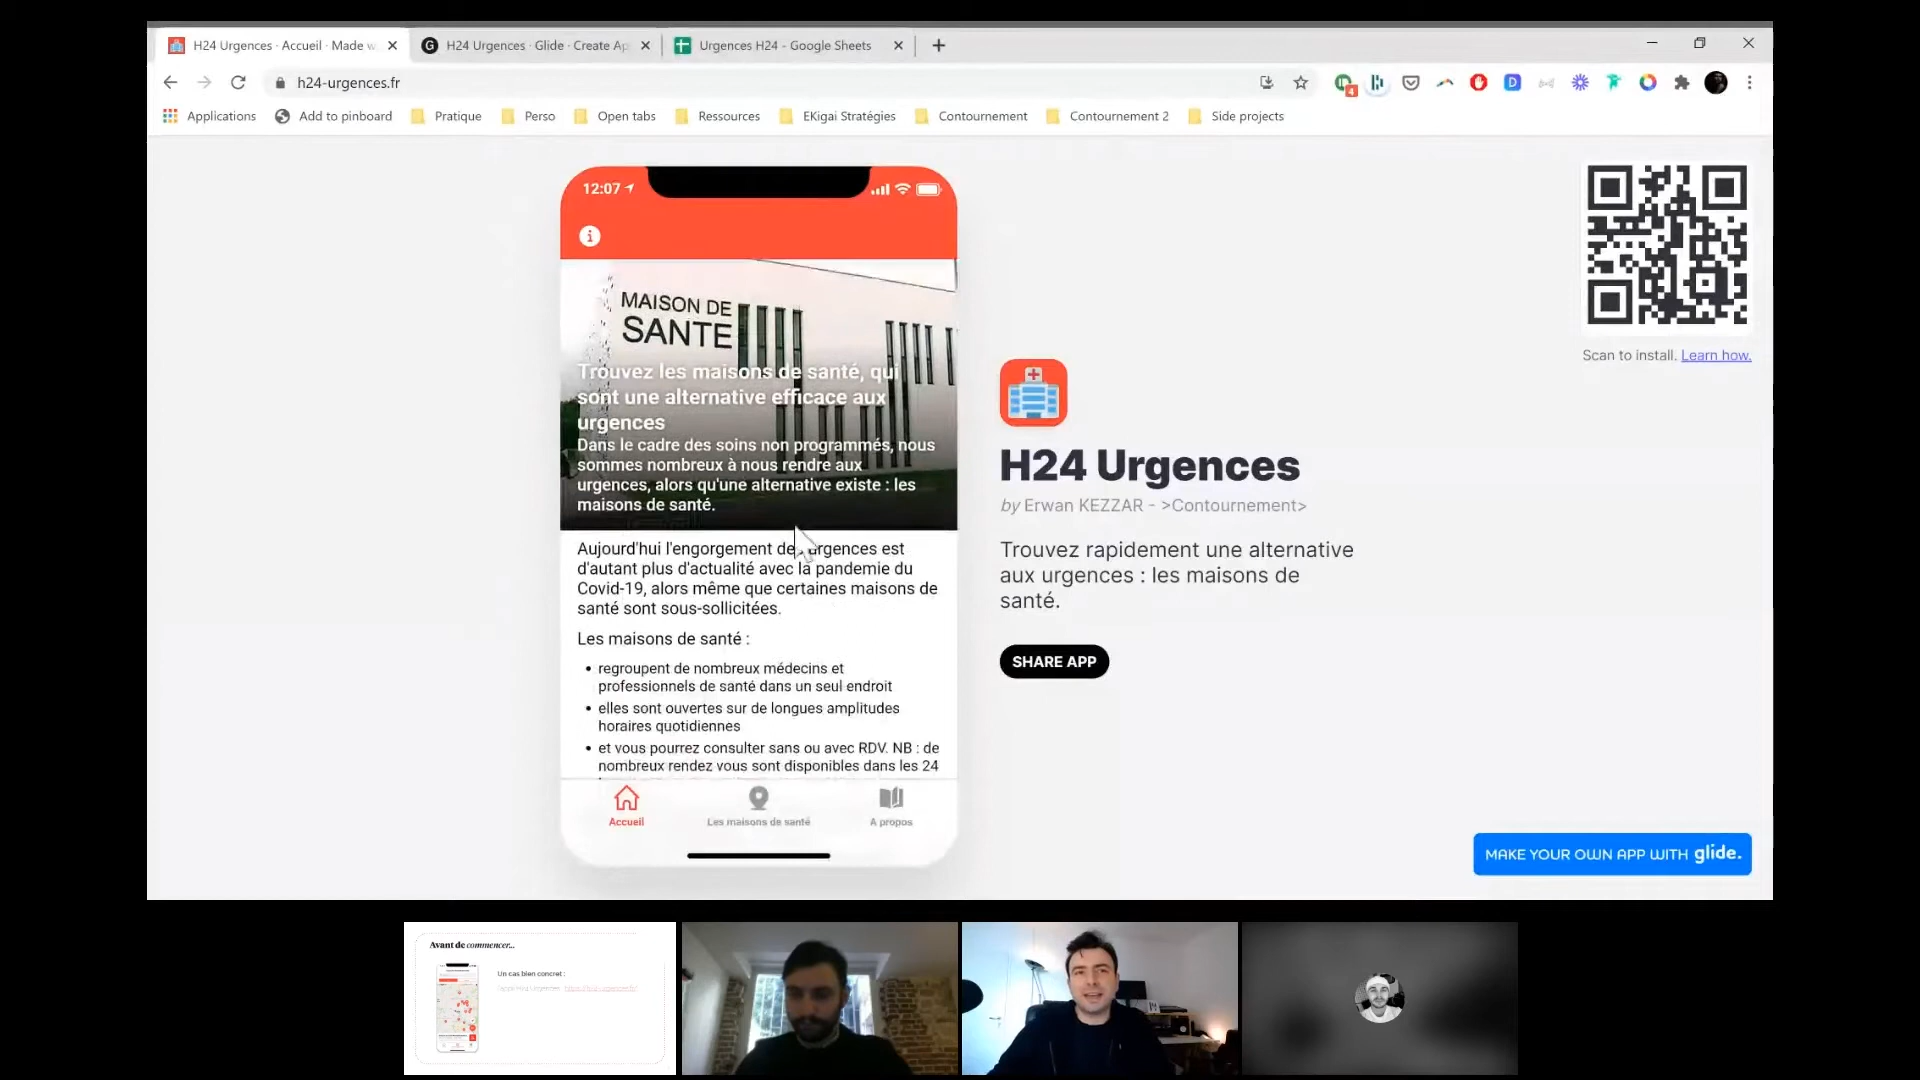 H24 Urgences · Accueil · Made w
H24 Urgences · Glide · Create Ap
Urgences H24 - Google Sheets
h24-urgences.fr
4
D
Applications
Add to pinboard
Pratique
Perso
Open tabs
Ressources
EKigai Stratégies
Contournement
Contournement 2
Side projects
12:07
MAISON DE
SANTE
Trouvez les maisons de santé, qui
sont une alternative efficace aux
urgences
Dans le cadre des soins non programmés, nous
sommes nombreux à nous rendre aux
urgences, alors qu'une alternative existe : les
maisons de santé.
Aujourd'hui l'engorgement des urgences est
d'autant plus d'actualité avec la pandemie du
Covid-19, alors même que certaines maisons de
santé sont sous-sollicitées.
Les maisons de santé :
• regroupent de nombreux médecins et
professionnels de santé dans un seul endroit
• elles sont ouvertes sur de longues amplitudes
horaires quotidiennes
• et vous pourrez consulter sans ou avec RDV. NB : de
nombreux rendez vous sont disponibles dans les 24
Accueil
Les maisons de santé
A propos
H24 Urgences
by Erwan KEZZAR - >Contournement>
Trouvez rapidement une alternative
aux urgences : les maisons de
santé.
SHARE APP
Scan to install. Learn how.
MAKE YOUR OWN APP WITH glide.
Avant de commencer...
Un cas bien concret :
https://h24-urgences.fr/